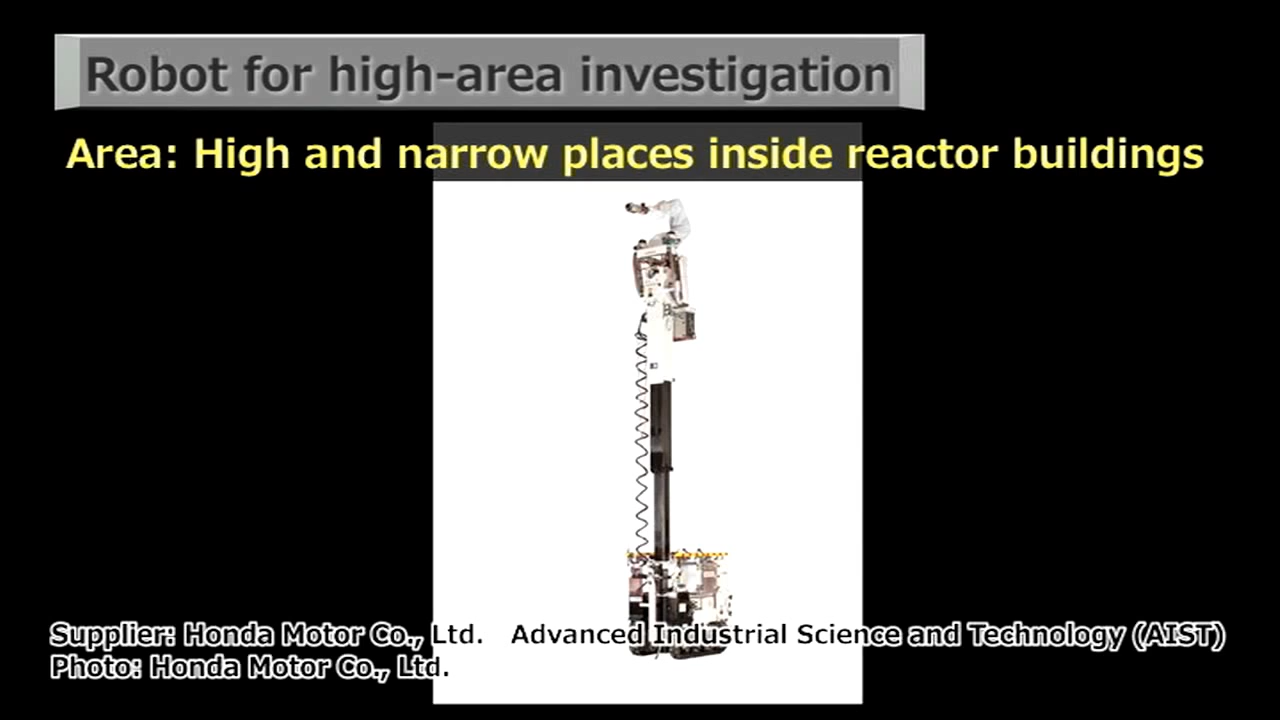 Robot for high-area investigation
Area: High and narrow places inside reactor buildings
Supplier: Honda Motor Co., Ltd. Advanced Industrial Science and Technology (AIST)
Photo: Honda Motor Co., Ltd.